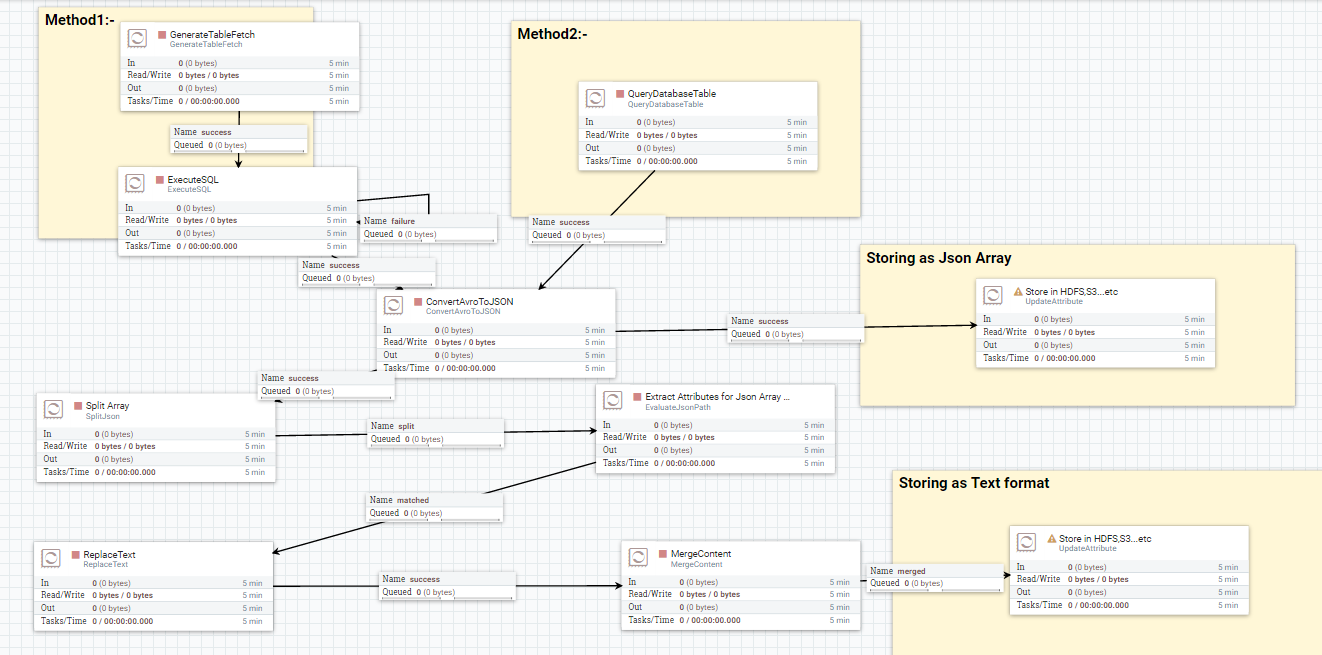 Method1:-
GenerateTableFetch
GenerateTableFetch
In 0 (0 bytes) 5 min
Read/Write 0 bytes / 0 bytes 5 min
Out 0 (0 bytes) 5 min
Tasks/Time 0 / 00:00:00.000 5 min
Name success
Queued 0 (0 bytes)
ExecuteSQL
ExecuteSQL
In 0 (0 bytes) 5 min
Read/Write 0 bytes / 0 bytes 5 min
Out 0 (0 bytes) 5 min
Tasks/Time 0 / 00:00:00.000 5 min
Name failure
Queued 0 (0 bytes)
Name success
Queued 0 (0 bytes)
Method2:-
QueryDatabaseTable
QueryDatabaseTable
In 0 (0 bytes) 5 min
Read/Write 0 bytes / 0 bytes 5 min
Out 0 (0 bytes) 5 min
Tasks/Time 0 / 00:00:00.000 5 min
Name success
Queued 0 (0 bytes)
ConvertAvroToJSON
ConvertAvroToJSON
In 0 (0 bytes) 5 min
Read/Write 0 bytes / 0 bytes 5 min
Out 0 (0 bytes) 5 min
Tasks/Time 0 / 00:00:00.000 5 min
Name success
Queued 0 (0 bytes)
Storing as Json Array
Store in HDFS,S3...etc
UpdateAttribute
In 0 (0 bytes) 5 min
Read/Write 0 bytes / 0 bytes 5 min
Out 0 (0 bytes) 5 min
Tasks/Time 0 / 00:00:00.000 5 min
Name success
Queued 0 (0 bytes)
Split Array
SplitJson
In 0 (0 bytes) 5 min
Read/Write 0 bytes / 0 bytes 5 min
Out 0 (0 bytes) 5 min
Tasks/Time 0 / 00:00:00.000 5 min
Name split
Queued 0 (0 bytes)
Extract Attributes for Json Array ...
EvaluateJsonPath
In 0 (0 bytes) 5 min
Read/Write 0 bytes / 0 bytes 5 min
Out 0 (0 bytes) 5 min
Tasks/Time 0 / 00:00:00.000 5 min
Name matched
Queued 0 (0 bytes)
ReplaceText
ReplaceText
In 0 (0 bytes) 5 min
Read/Write 0 bytes / 0 bytes 5 min
Out 0 (0 bytes) 5 min
Tasks/Time 0 / 00:00:00.000 5 min
Name success
Queued 0 (0 bytes)
MergeContent
MergeContent
In 0 (0 bytes) 5 min
Read/Write 0 bytes / 0 bytes 5 min
Out 0 (0 bytes) 5 min
Tasks/Time 0 / 00:00:00.000 5 min
Name merged
Queued 0 (0 bytes)
Storing as Text format
Store in HDFS,S3...etc
UpdateAttribute
In 0 (0 bytes) 5 min
Read/Write 0 bytes / 0 bytes 5 min
Out 0 (0 bytes) 5 min
Tasks/Time 0 / 00:00:00.000 5 min